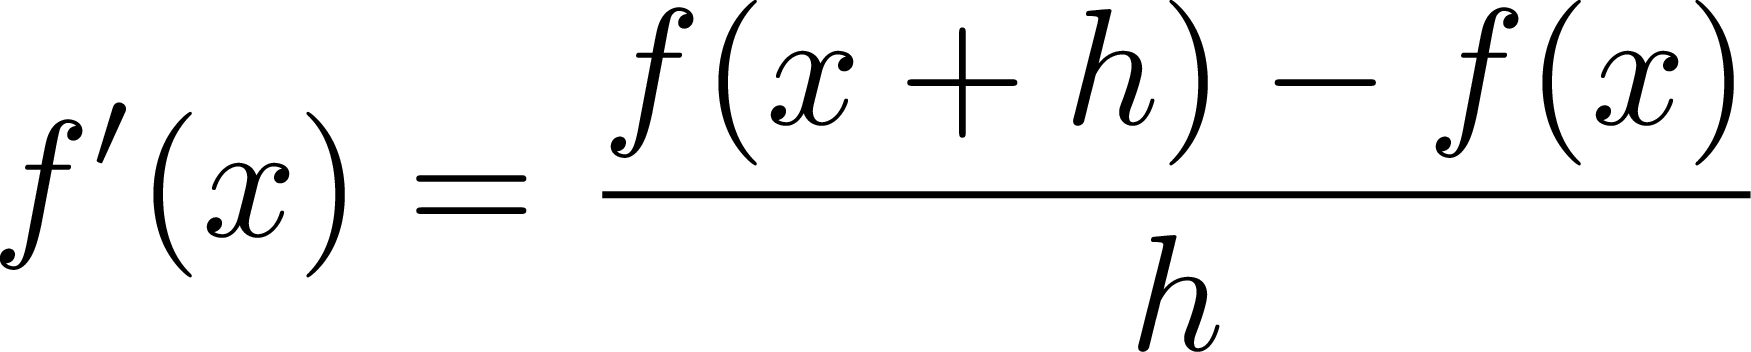 f′(x) = \frac{f(x + h) − f(x)}{h}